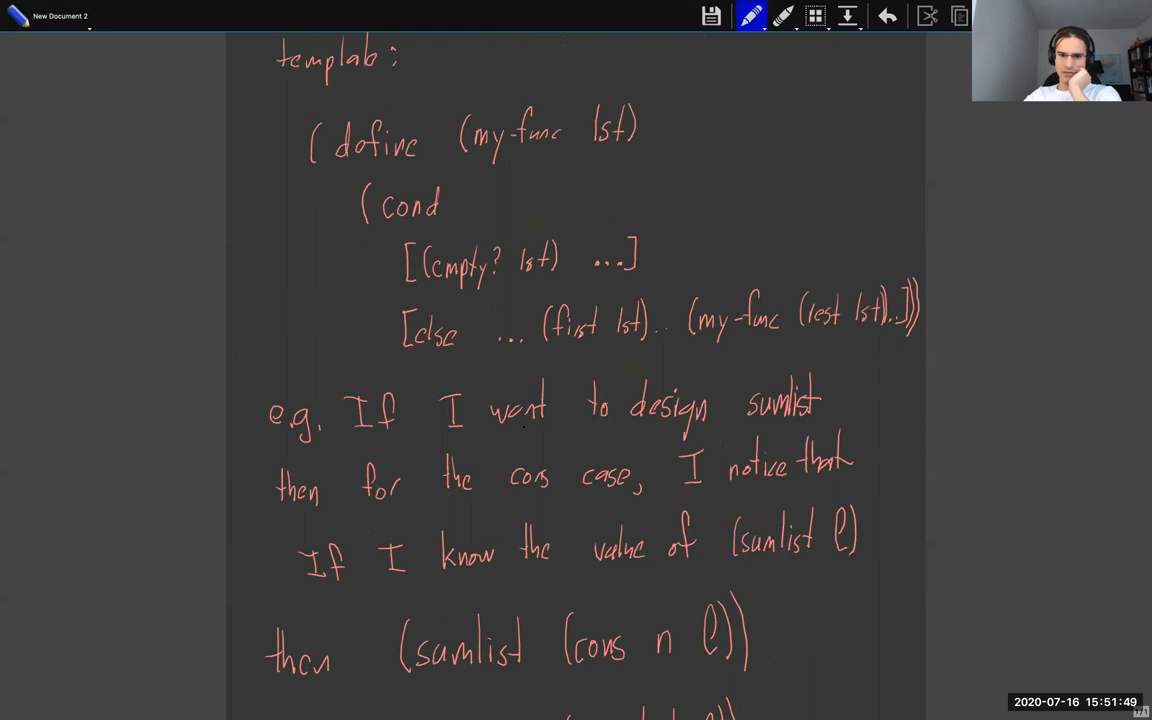 New Document 2
template:
(define (my-func lst)
(cond
[(empty? lst) ...]
[else ... (first lst).. (my-func (rest lst))..]))
e.g. If I want to design sumlist
then for the cons case, I notice that
If I know the value of (sumlist l)
then (sumlist (cons n l))
2020-07-16 15:51:49